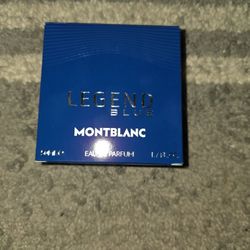 LEGEND
BLUE
MONTBLANC
EAU DE PARFUM